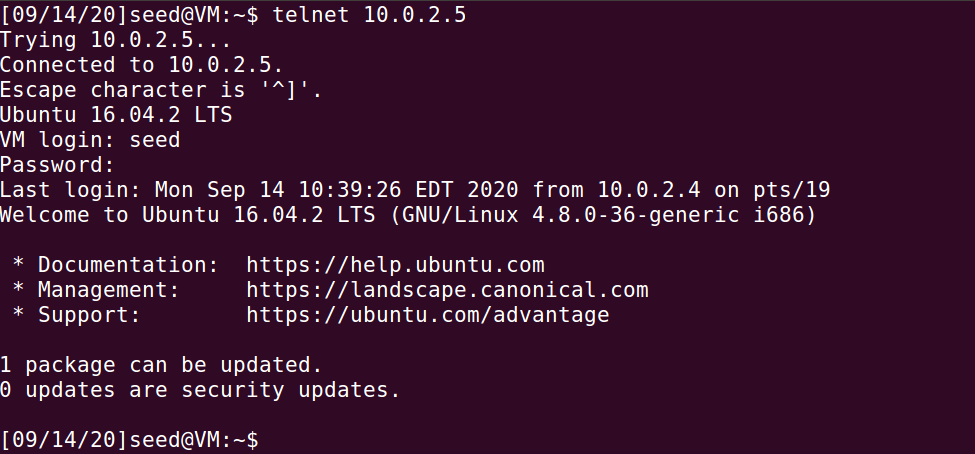 [09/14/20]seed@VM:~$ telnet 10.0.2.5
Trying 10.0.2.5...
Connected to 10.0.2.5.
Escape character is '^]'.
Ubuntu 16.04.2 LTS
VM login: seed
Password:
Last login: Mon Sep 14 10:39:26 EDT 2020 from 10.0.2.4 on pts/19
Welcome to Ubuntu 16.04.2 LTS (GNU/Linux 4.8.0-36-generic i686)
* Documentation:  https://help.ubuntu.com
* Management:     https://landscape.canonical.com
* Support:        https://ubuntu.com/advantage
1 package can be updated.
0 updates are security updates.
[09/14/20]seed@VM:~$